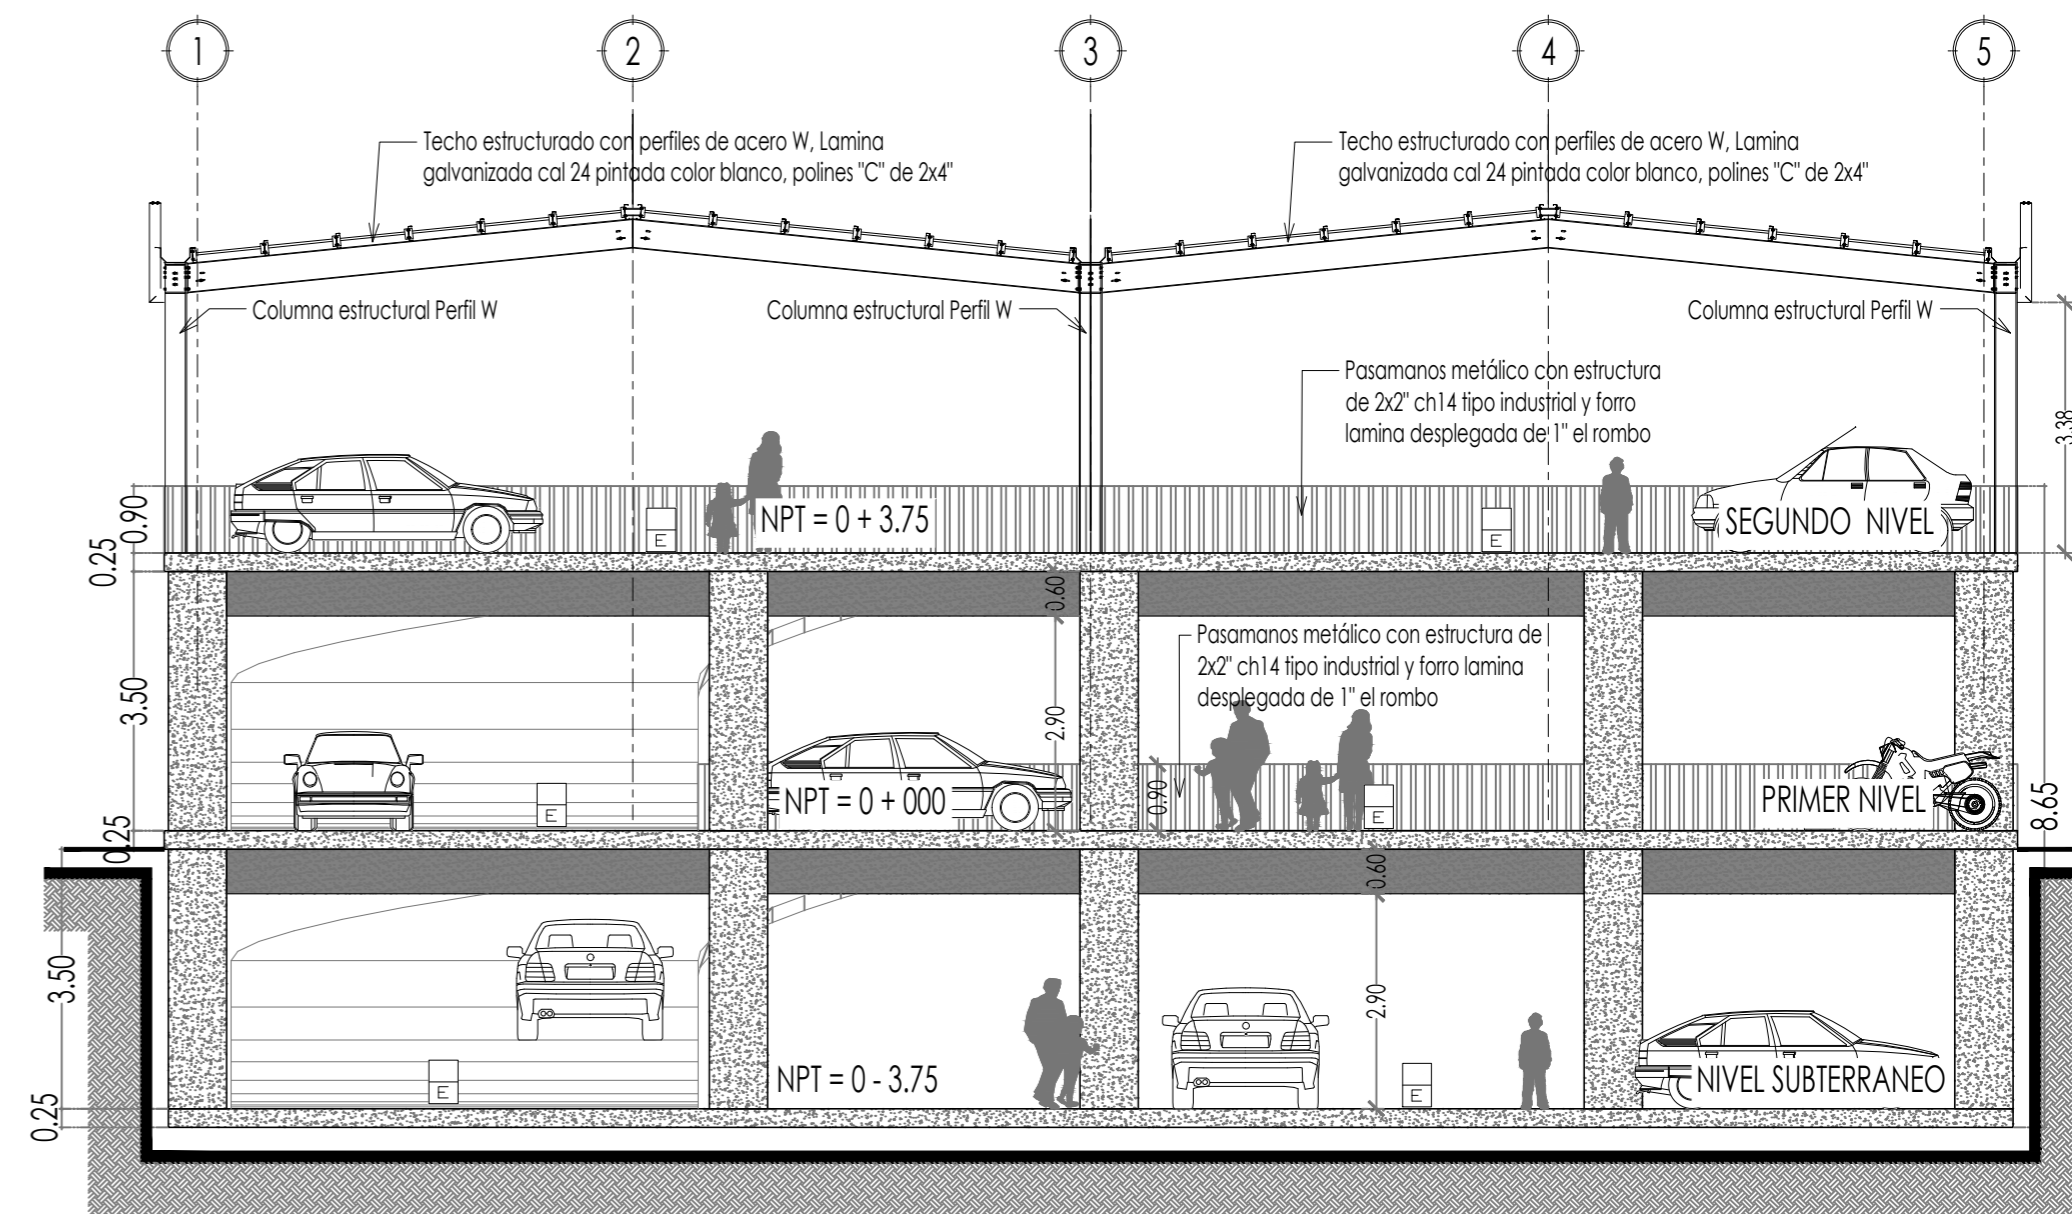 1
2
3
4
5
Techo estructurado con perfiles de acero W, Lamina
galvanizada cal 24 pintada color blanco, polines "C" de 2x4"
Techo estructurado con perfiles de acero W, Lamina
galvanizada cal 24 pintada color blanco, polines "C" de 2x4"
Columna estructural Perfil W
Columna estructural Perfil W
Columna estructural Perfil W
Pasamanos metálico con estructura
de 2x2" ch14 tipo industrial y forro
lamina desplegada de 1" el rombo
3.38
0.90
E
NPT = 0 + 3.75
E
SEGUNDO NIVEL
0.25
0.60
Pasamanos metálico con estructura de
2x2" ch14 tipo industrial y forro lamina
desplegada de 1" el rombo
3.50
2.90
0.90
E
NPT = 0 + 000
E
PRIMER NIVEL
8.65
0.25
0.60
3.50
2.90
E
NPT = 0 - 3.75
E
NIVEL SUBTERRANEO
0.25